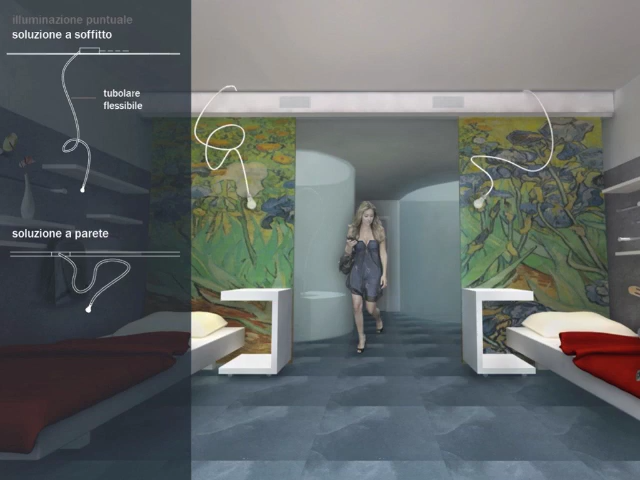 illuminazione puntuale
soluzione a soffitto
tubolare
flessibile
soluzione a parete